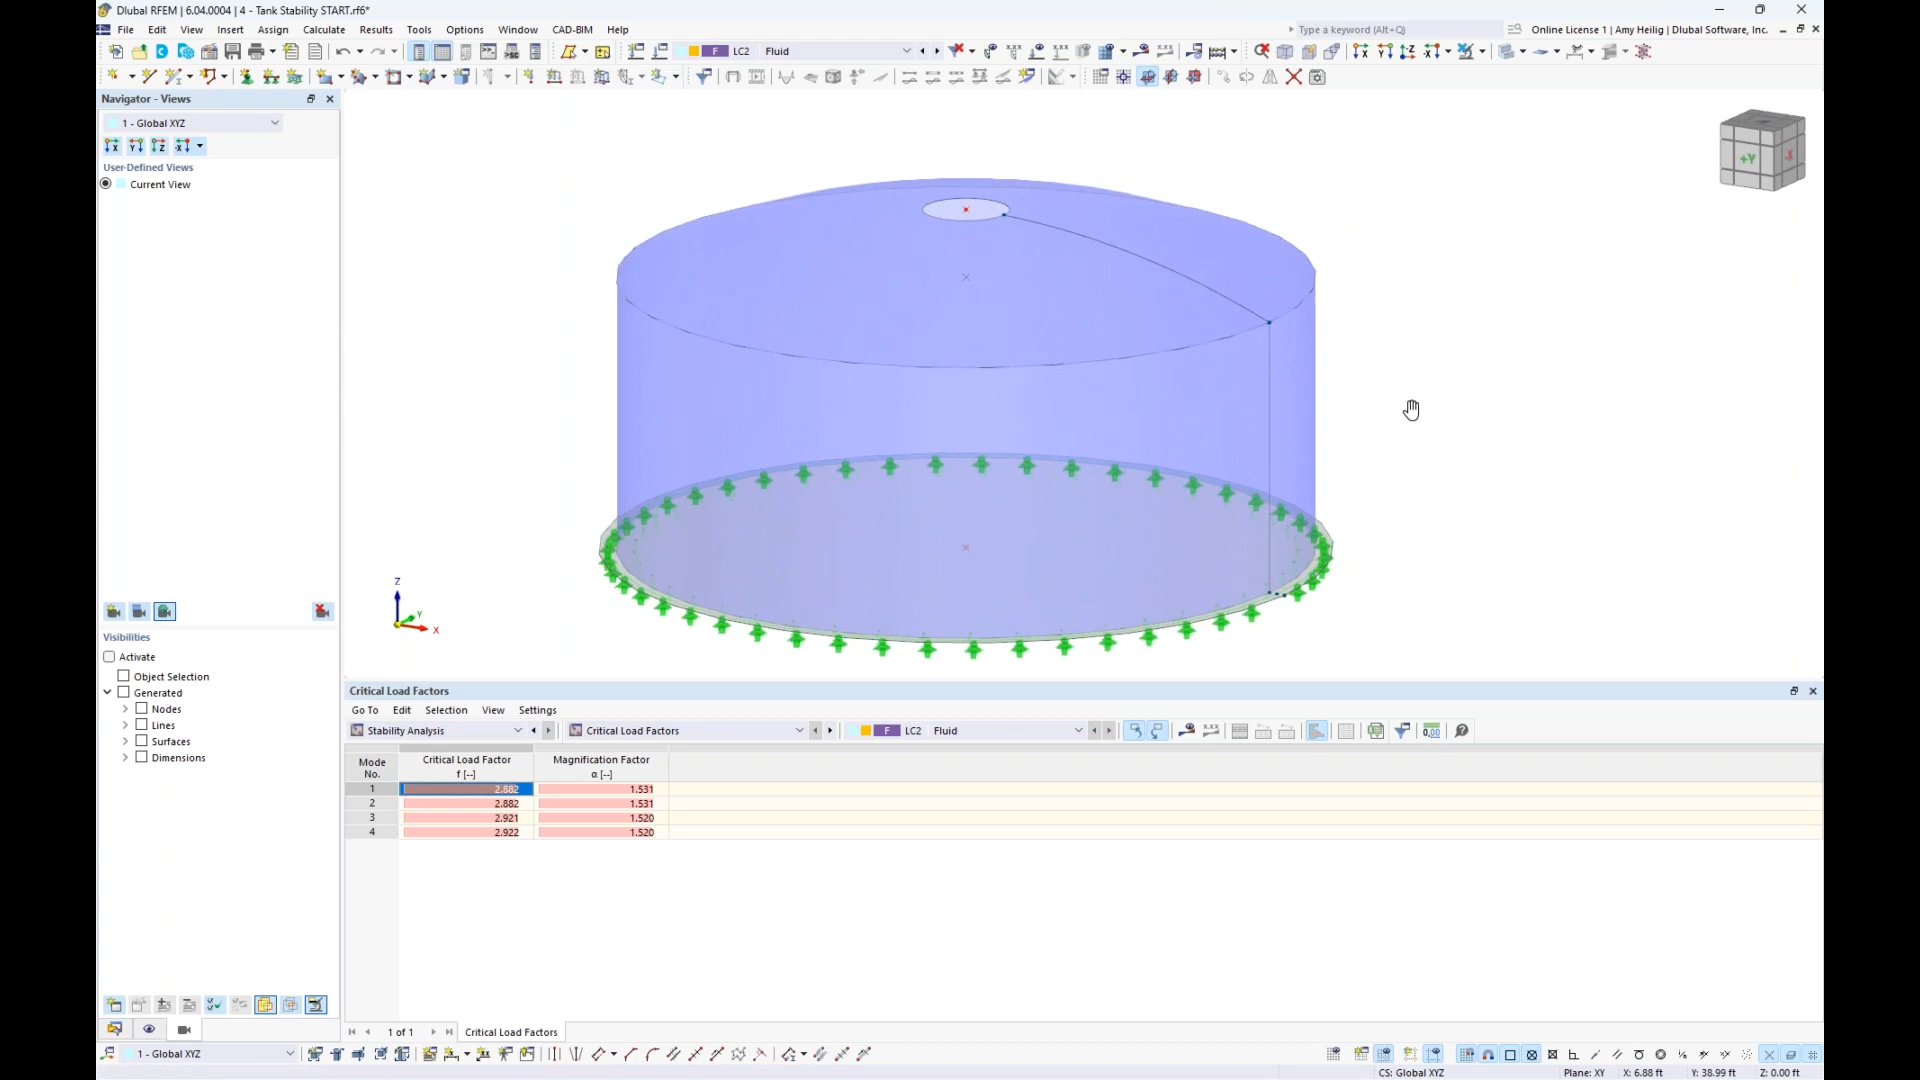 Dlubal RFEM | 6.04.0004 | 4 - Tank Stability START.rf6*
File Edit View Insert Assign Calculate Results Tools Options Window CAD-BIM Help
Type a keyword (Alt+Q)
Online License 1 | Amy Heilig | Dlubal Software, Inc.
F LC2 Fluid
Navigator - Views
1 - Global XYZ
User-Defined Views
Current View
+Y
-X
Z
Y
X
Visibilities
Activate
Object Selection
Generated
Nodes
Lines
Surfaces
Dimensions
Critical Load Factors
Go To Edit Selection View Settings
Stability Analysis
Critical Load Factors
F LC2 Fluid
Mode No.
Critical Load Factor f [--]
Magnification Factor α [--]
1 2.882 1.531
2 2.882 1.531
3 2.921 1.520
4 2.922 1.520
1 of 1
Critical Load Factors
1 - Global XYZ
CS: Global XYZ
Plane: XY
X: 6.88 ft
Y: 38.99 ft
Z: 0.00 ft